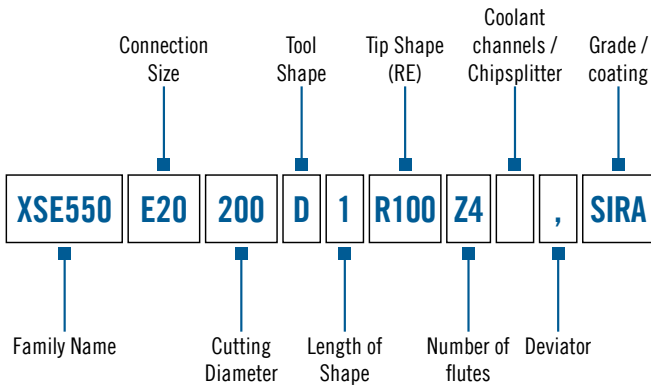 Connection
Size
Tool
Shape
Tip Shape
(RE)
Coolant
channels /
Chipsplitter
Grade /
coating
XSE550 E20 200 D 1 R100 Z4 , SIRA
Family Name
Cutting
Diameter
Length of
Shape
Number of
flutes
Deviator